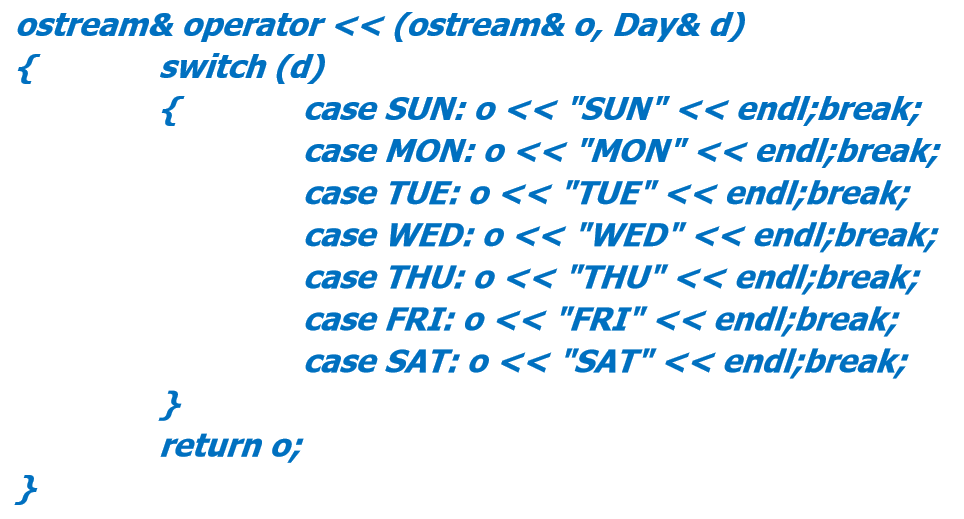 ostream& operator << (ostream& o, Day& d)
{ switch (d)
{ case SUN: o << "SUN" << endl;break;
case MON: o << "MON" << endl;break;
case TUE: o << "TUE" << endl;break;
case WED: o << "WED" << endl;break;
case THU: o << "THU" << endl;break;
case FRI: o << "FRI" << endl;break;
case SAT: o << "SAT" << endl;break;
}
return o;
}